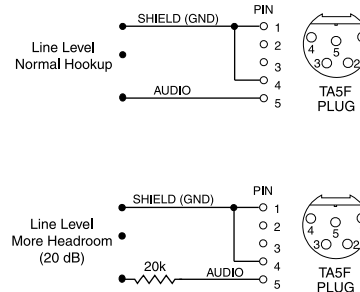 SHIELD (GND)
PIN
1
2
3
4
5
Line Level
Normal Hookup
AUDIO
4
5
3
2
TA5F
PLUG
SHIELD (GND)
PIN
1
2
3
4
5
Line Level
More Headroom
(20 dB)
20k
AUDIO
4
5
3
2
TA5F
PLUG